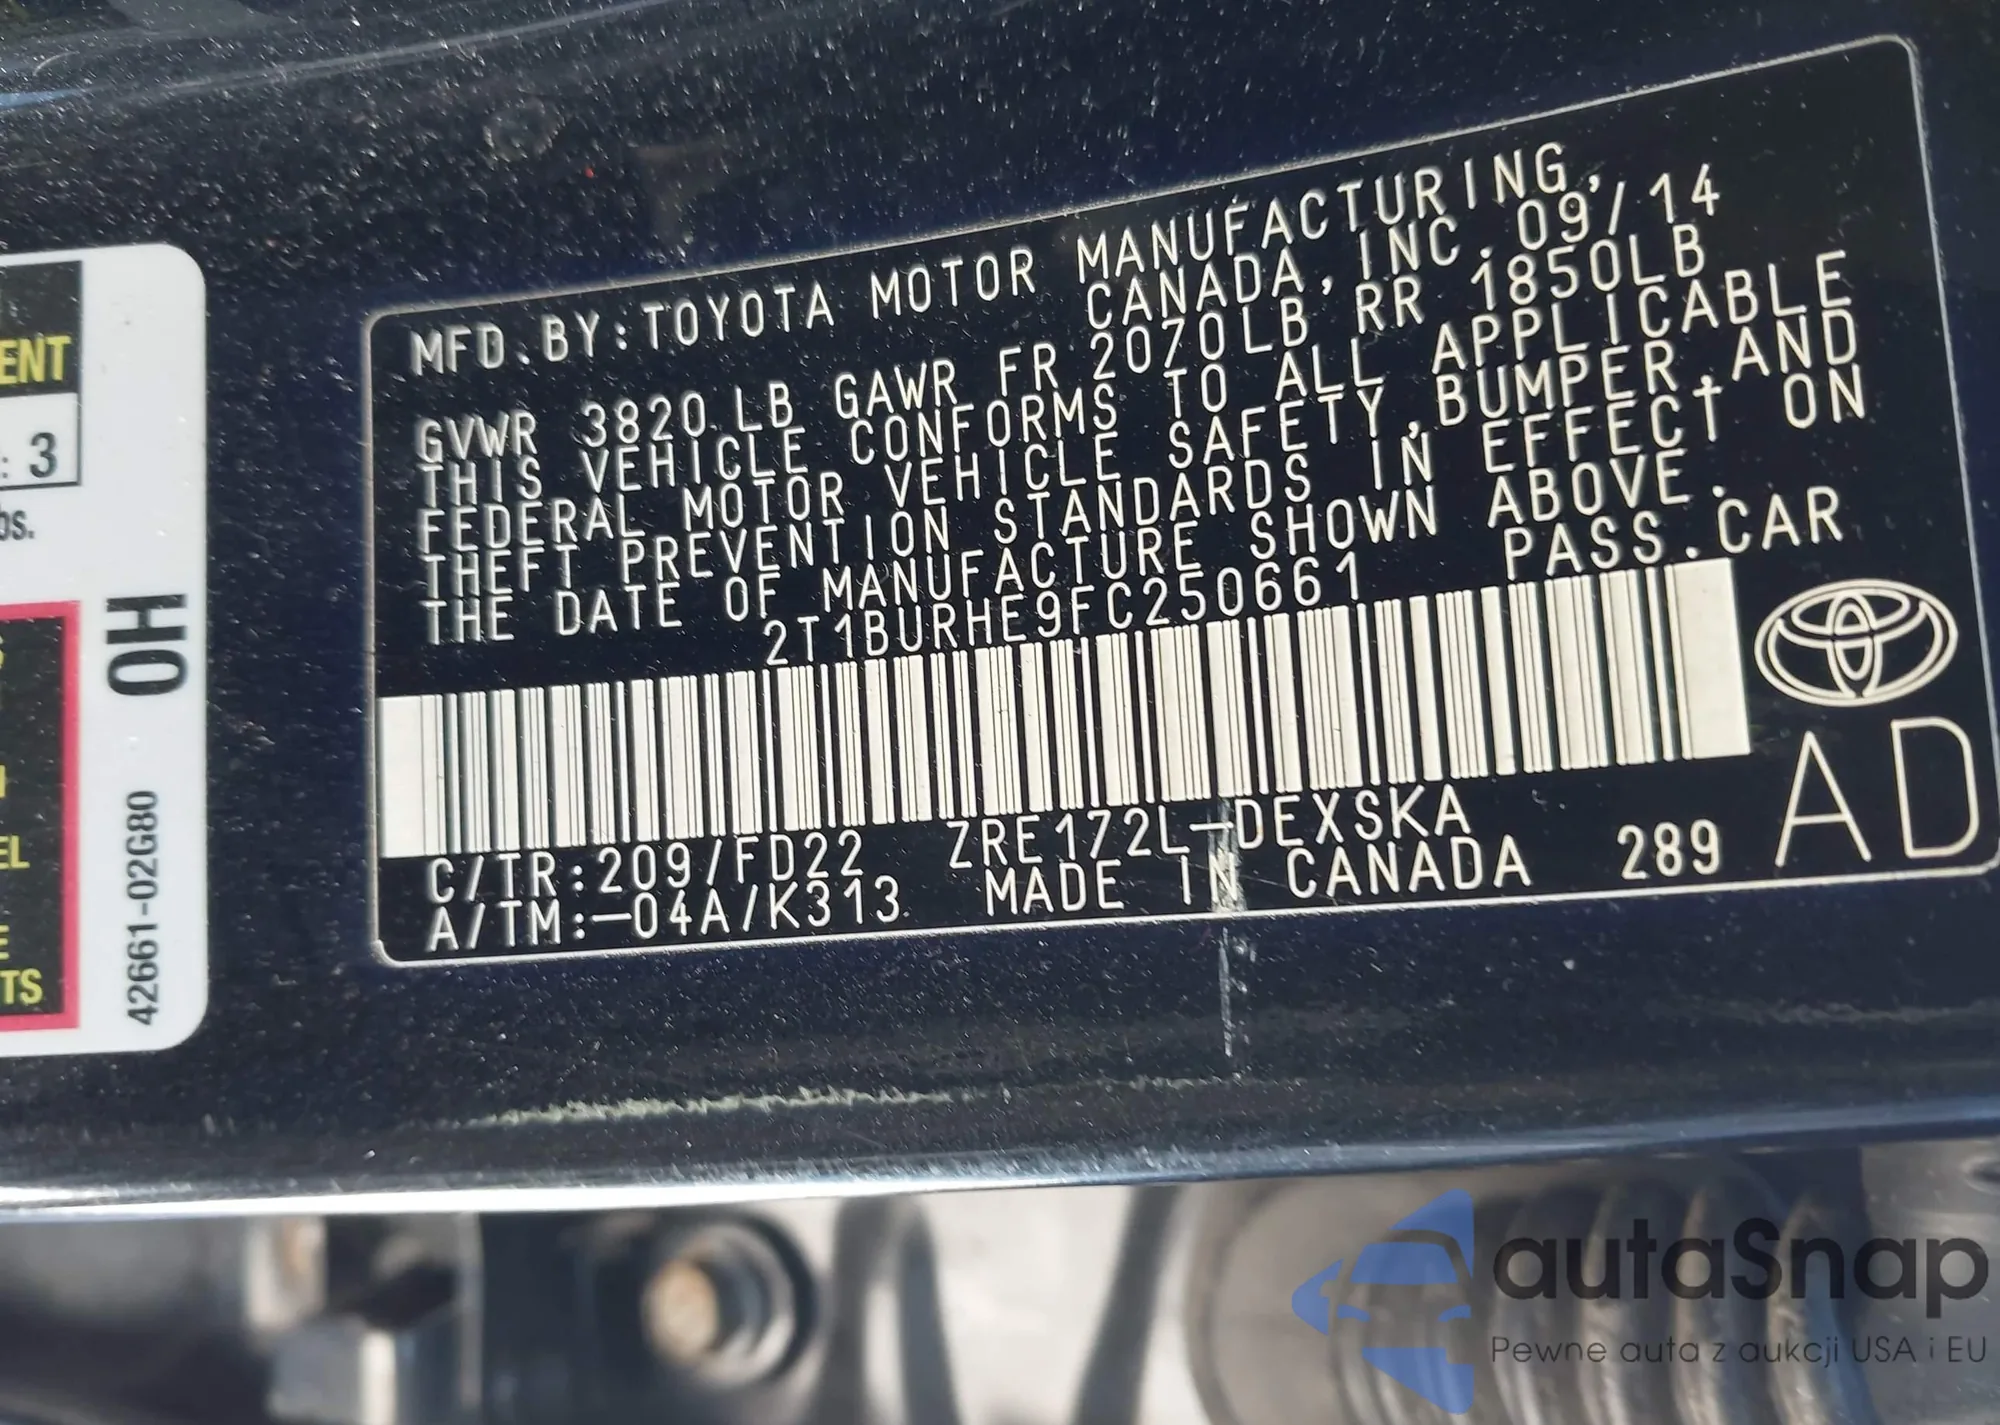 MFD.BY:TOYOTA MOTOR MANUFACTURING,
CANADA, INC. 09/14
GVWR 3820 LB GAWR FR 2070LB RR 1850LB
THIS VEHICLE CONFORMS TO ALL APPLICABLE
FEDERAL MOTOR VEHICLE SAFETY, BUMPER, AND
THEFT PREVENTION STANDARDS IN EFFECT ON
THE DATE OF MANUFACTURE SHOWN ABOVE.
2T1BURHE9FC250661 PASS.CAR
C/TR:209/FD22 ZRE172L-DEXSKA
A/TM:-04A/K313 MADE IN CANADA 289
AD
: 3
0H
42661-02G80
autaSnap
Pewne auta z aukcji USA i EU